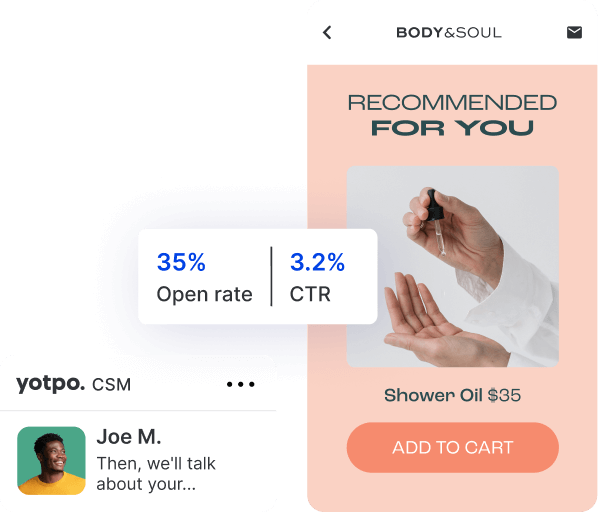 BODY&SOUL
RECOMMENDED
FOR YOU
35%
Open rate
3.2%
CTR
Shower Oil $35
ADD TO CART
yotpo. CSM
Joe M.
Then, we'll talk
about your...